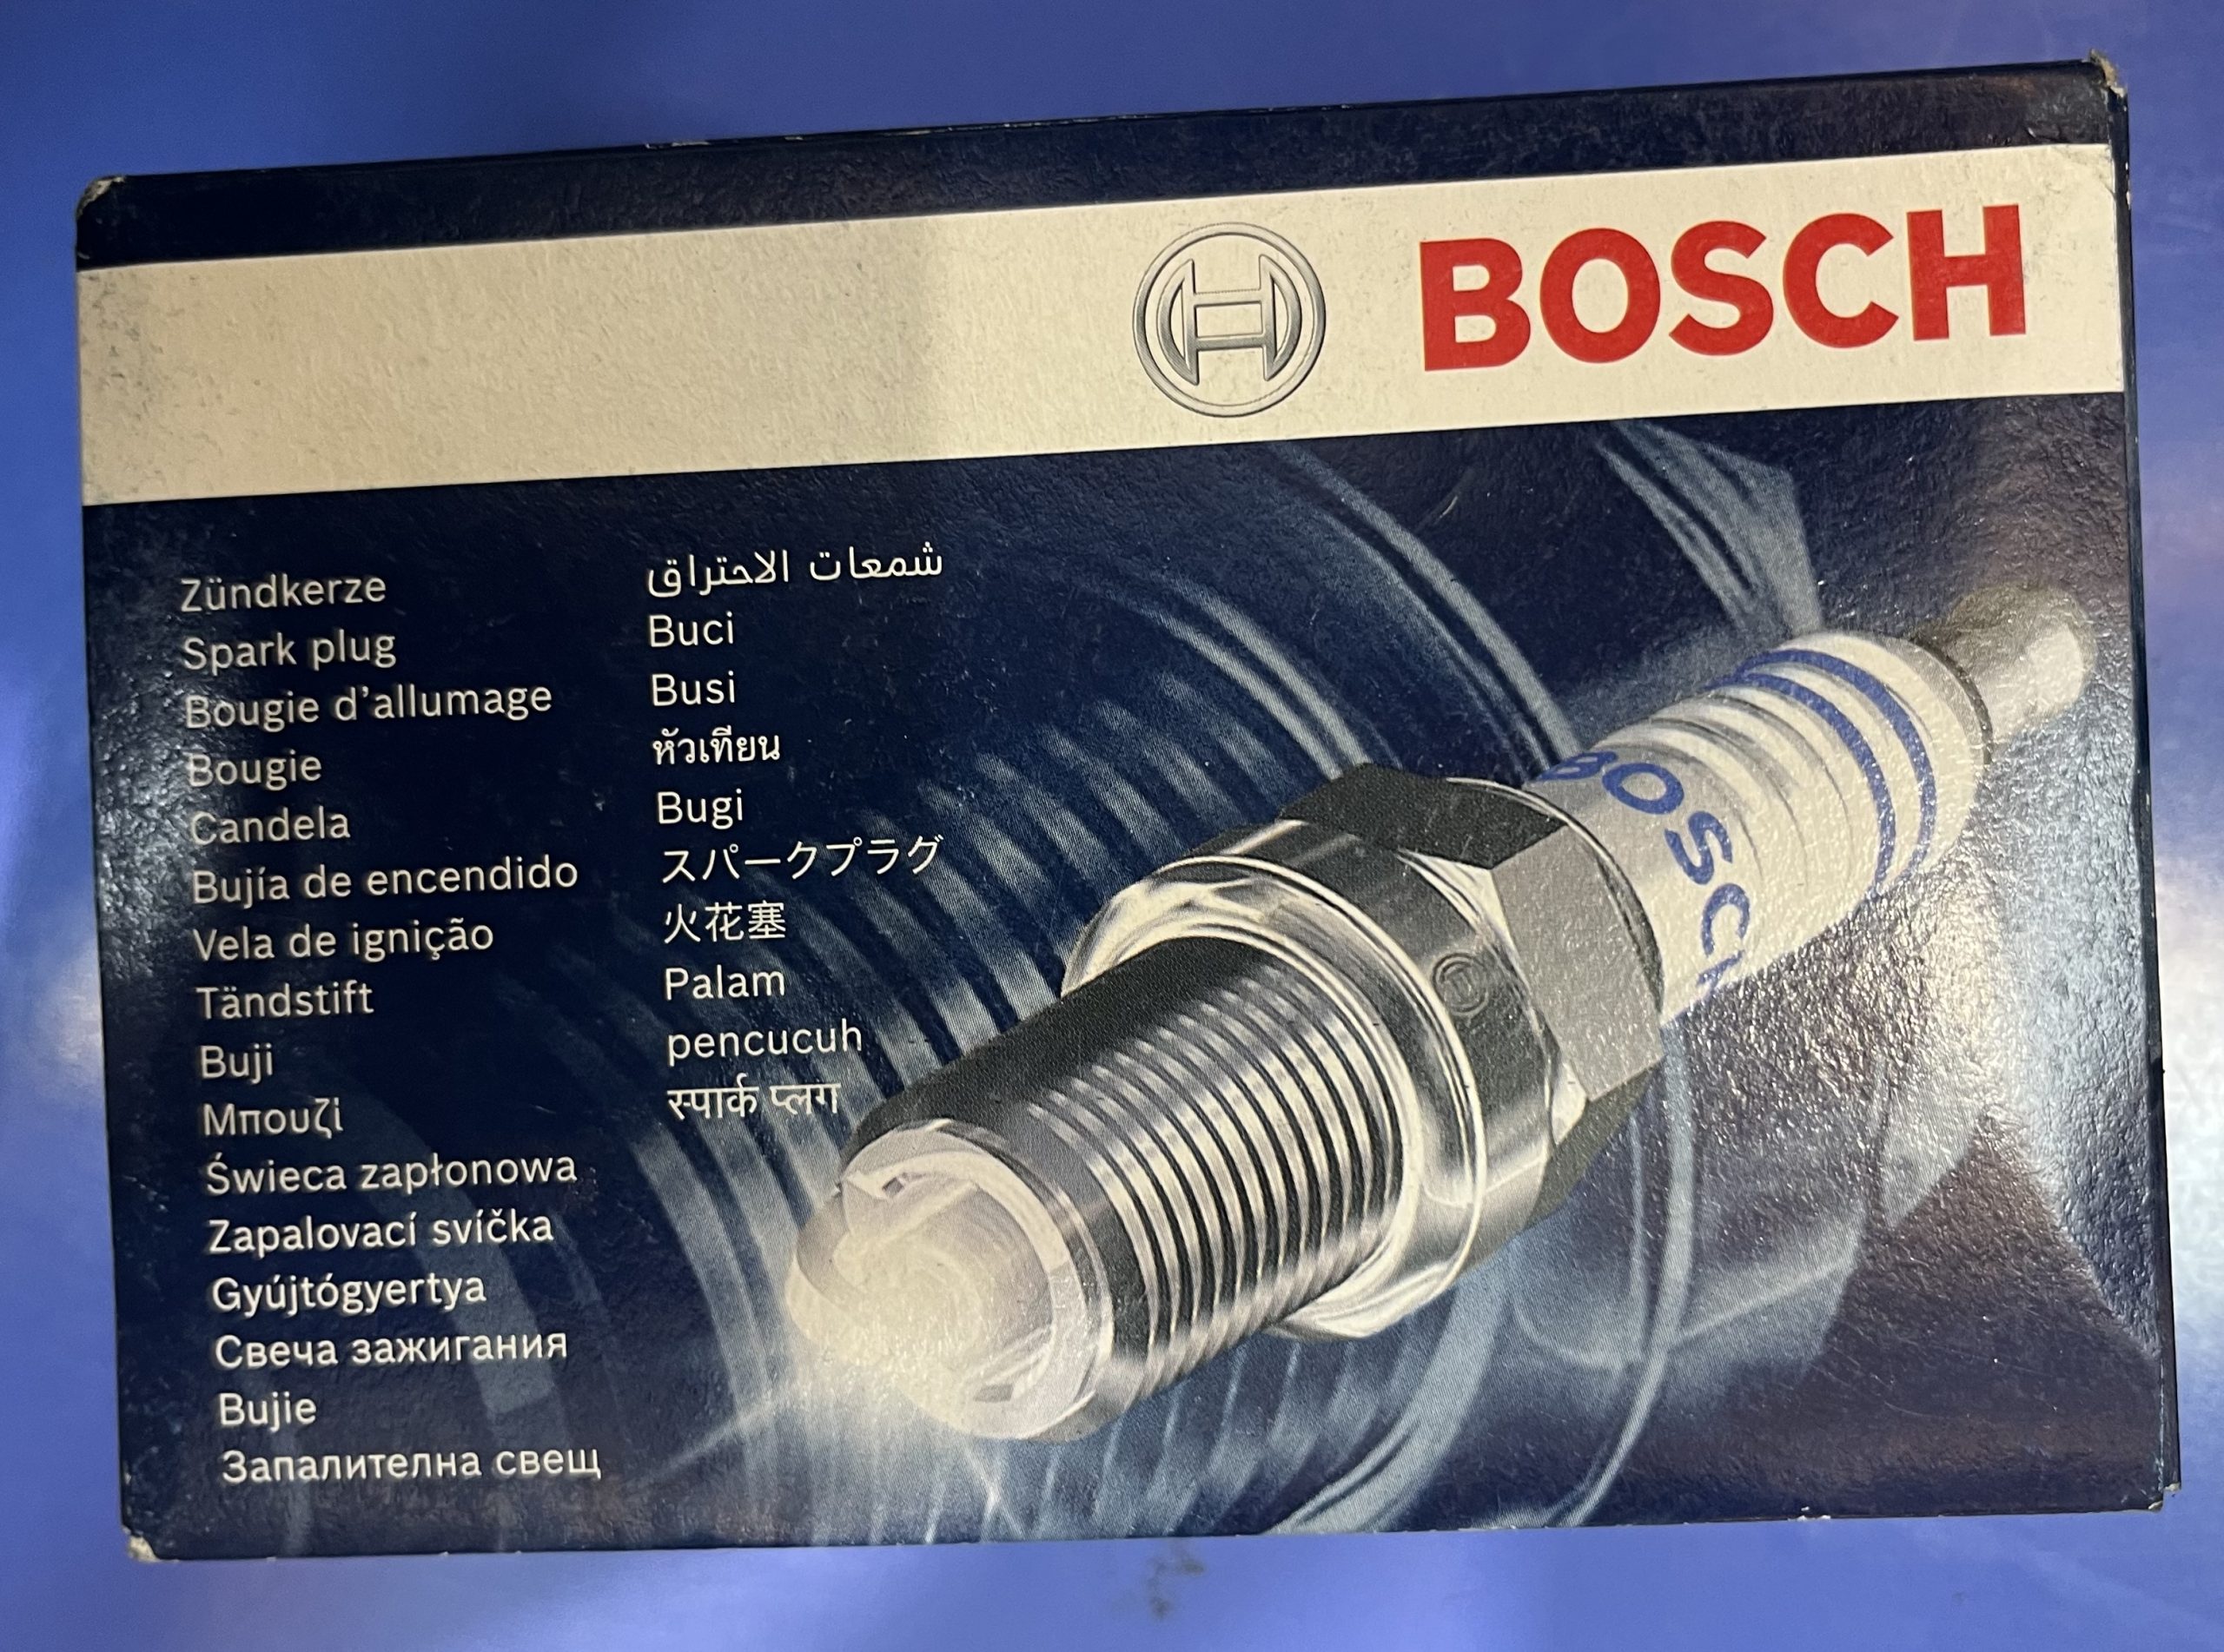 BOSCH
Zündkerze
Spark plug
Bougie d'allumage
Bougie
Candela
Bujía de encendido
Vela de ignição
Tändstift
Buji
Μπουζί
Świeca zapłonowa
Zapalovací svíčka
Gyújtógyertya
Свеча зажигания
Bujie
Запалителна свещ
شمعات الاحتراق
Buci
Busi
หัวเทียน
Bugi
スパークプラグ
火花塞
Palam
pencucuh
स्पार्क प्लग
BOSCH